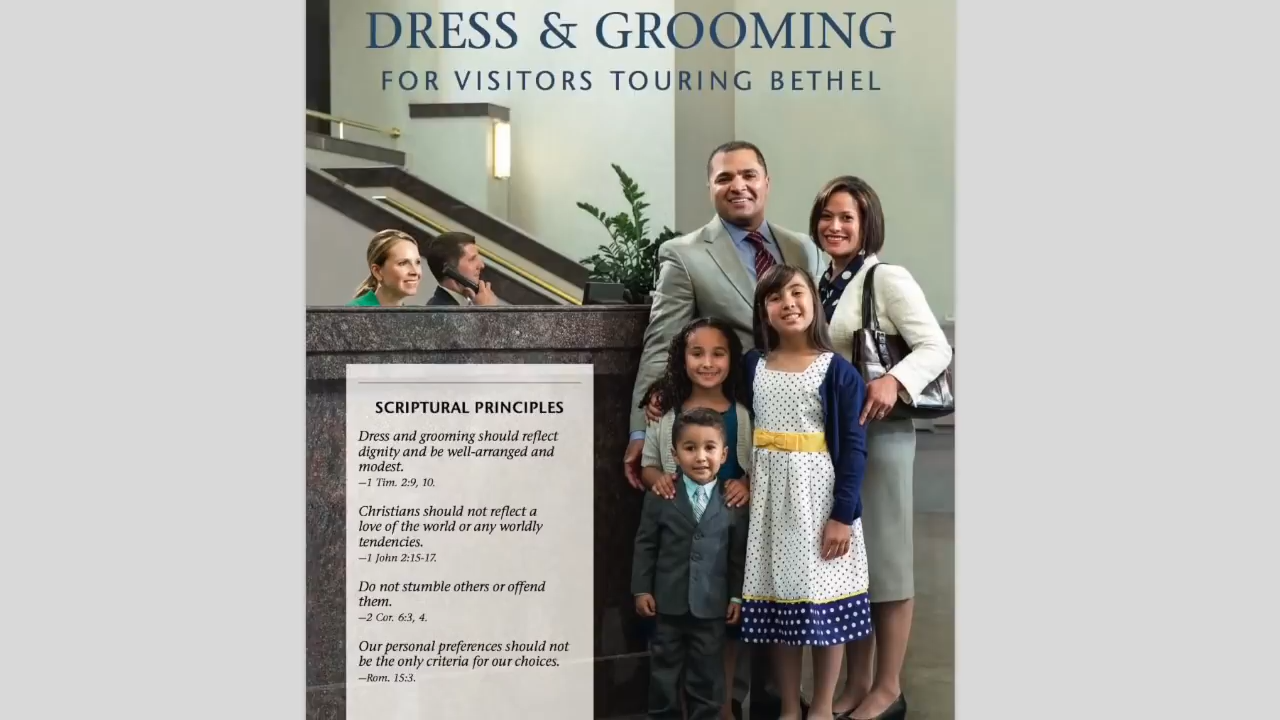 DRESS & GROOMING
FOR VISITORS TOURING BETHEL
SCRIPTURAL PRINCIPLES
Dress and grooming should reflect
dignity and be well-arranged and
modest.
—1 Tim. 2:9, 10.
Christians should not reflect a
love of the world or any worldly
tendencies.
—1 John 2:15-17.
Do not stumble others or offend
them.
—2 Cor. 6:3, 4.
Our personal preferences should not
be the only criteria for our choices.
—Rom. 15:3.